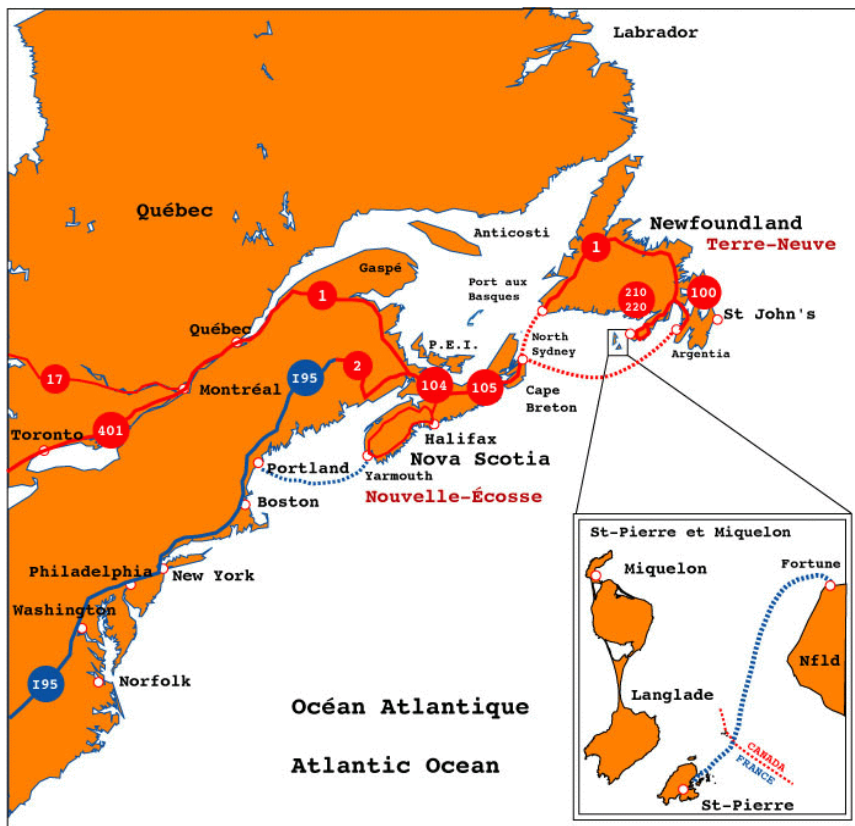 Labrador
Québec
Newfoundland
Terre-Neuve
Anticosti
1
Gaspé
Port aux
Basques
1
210
220
100
St John's
Québec
P.E.I.
North
Sydney
Argentia
17
Montréal
I95
2
104
105
Cape
Breton
401
Toronto
Halifax
Portland
Nova Scotia
Yarmouth
Nouvelle-Écosse
Boston
St-Pierre et Miquelon
Philadelphia
New York
Miquelon
Fortune
Washington
Nfld
I95
Norfolk
Langlade
Océan Atlantique
CANADA
FRANCE
Atlantic Ocean
St-Pierre